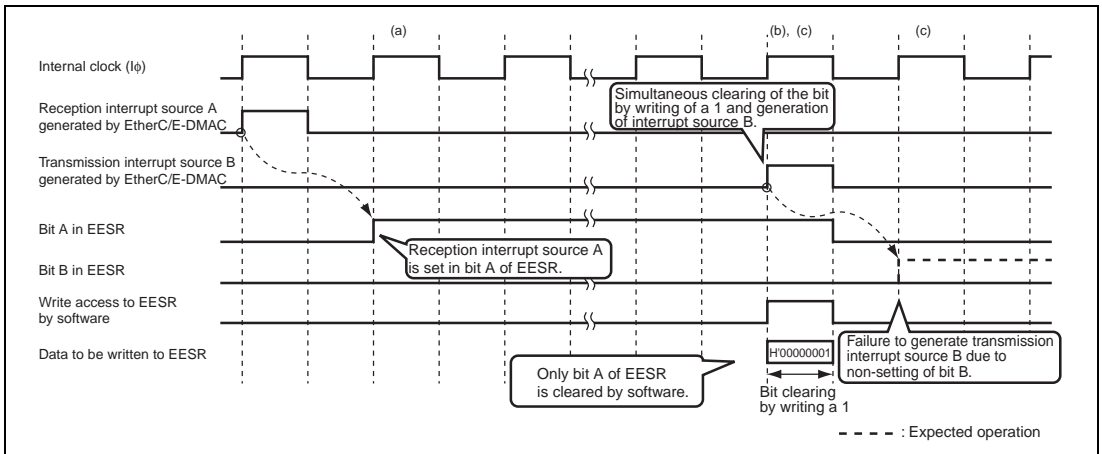 (a)
(b), (c)
(c)
Internal clock (Iϕ)
Simultaneous clearing of the bit
by writing of a 1 and generation
of interrupt source B.
Reception interrupt source A
generated by EtherC/E-DMAC
Transmission interrupt source B
generated by EtherC/E-DMAC
Bit A in EESR
Reception interrupt source A
is set in bit A of EESR.
Bit B in EESR
Write access to EESR
by software
Failure to generate transmission
interrupt source B due to
non-setting of bit B.
Data to be written to EESR
H'00000001
Only bit A of EESR
is cleared by software.
Bit clearing
by writing a 1
: Expected operation